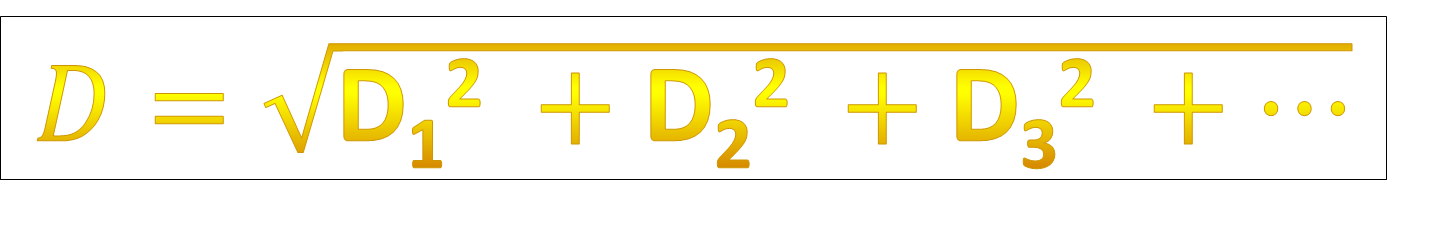 D = √D₁² + D₂² + D₃² + ⋯